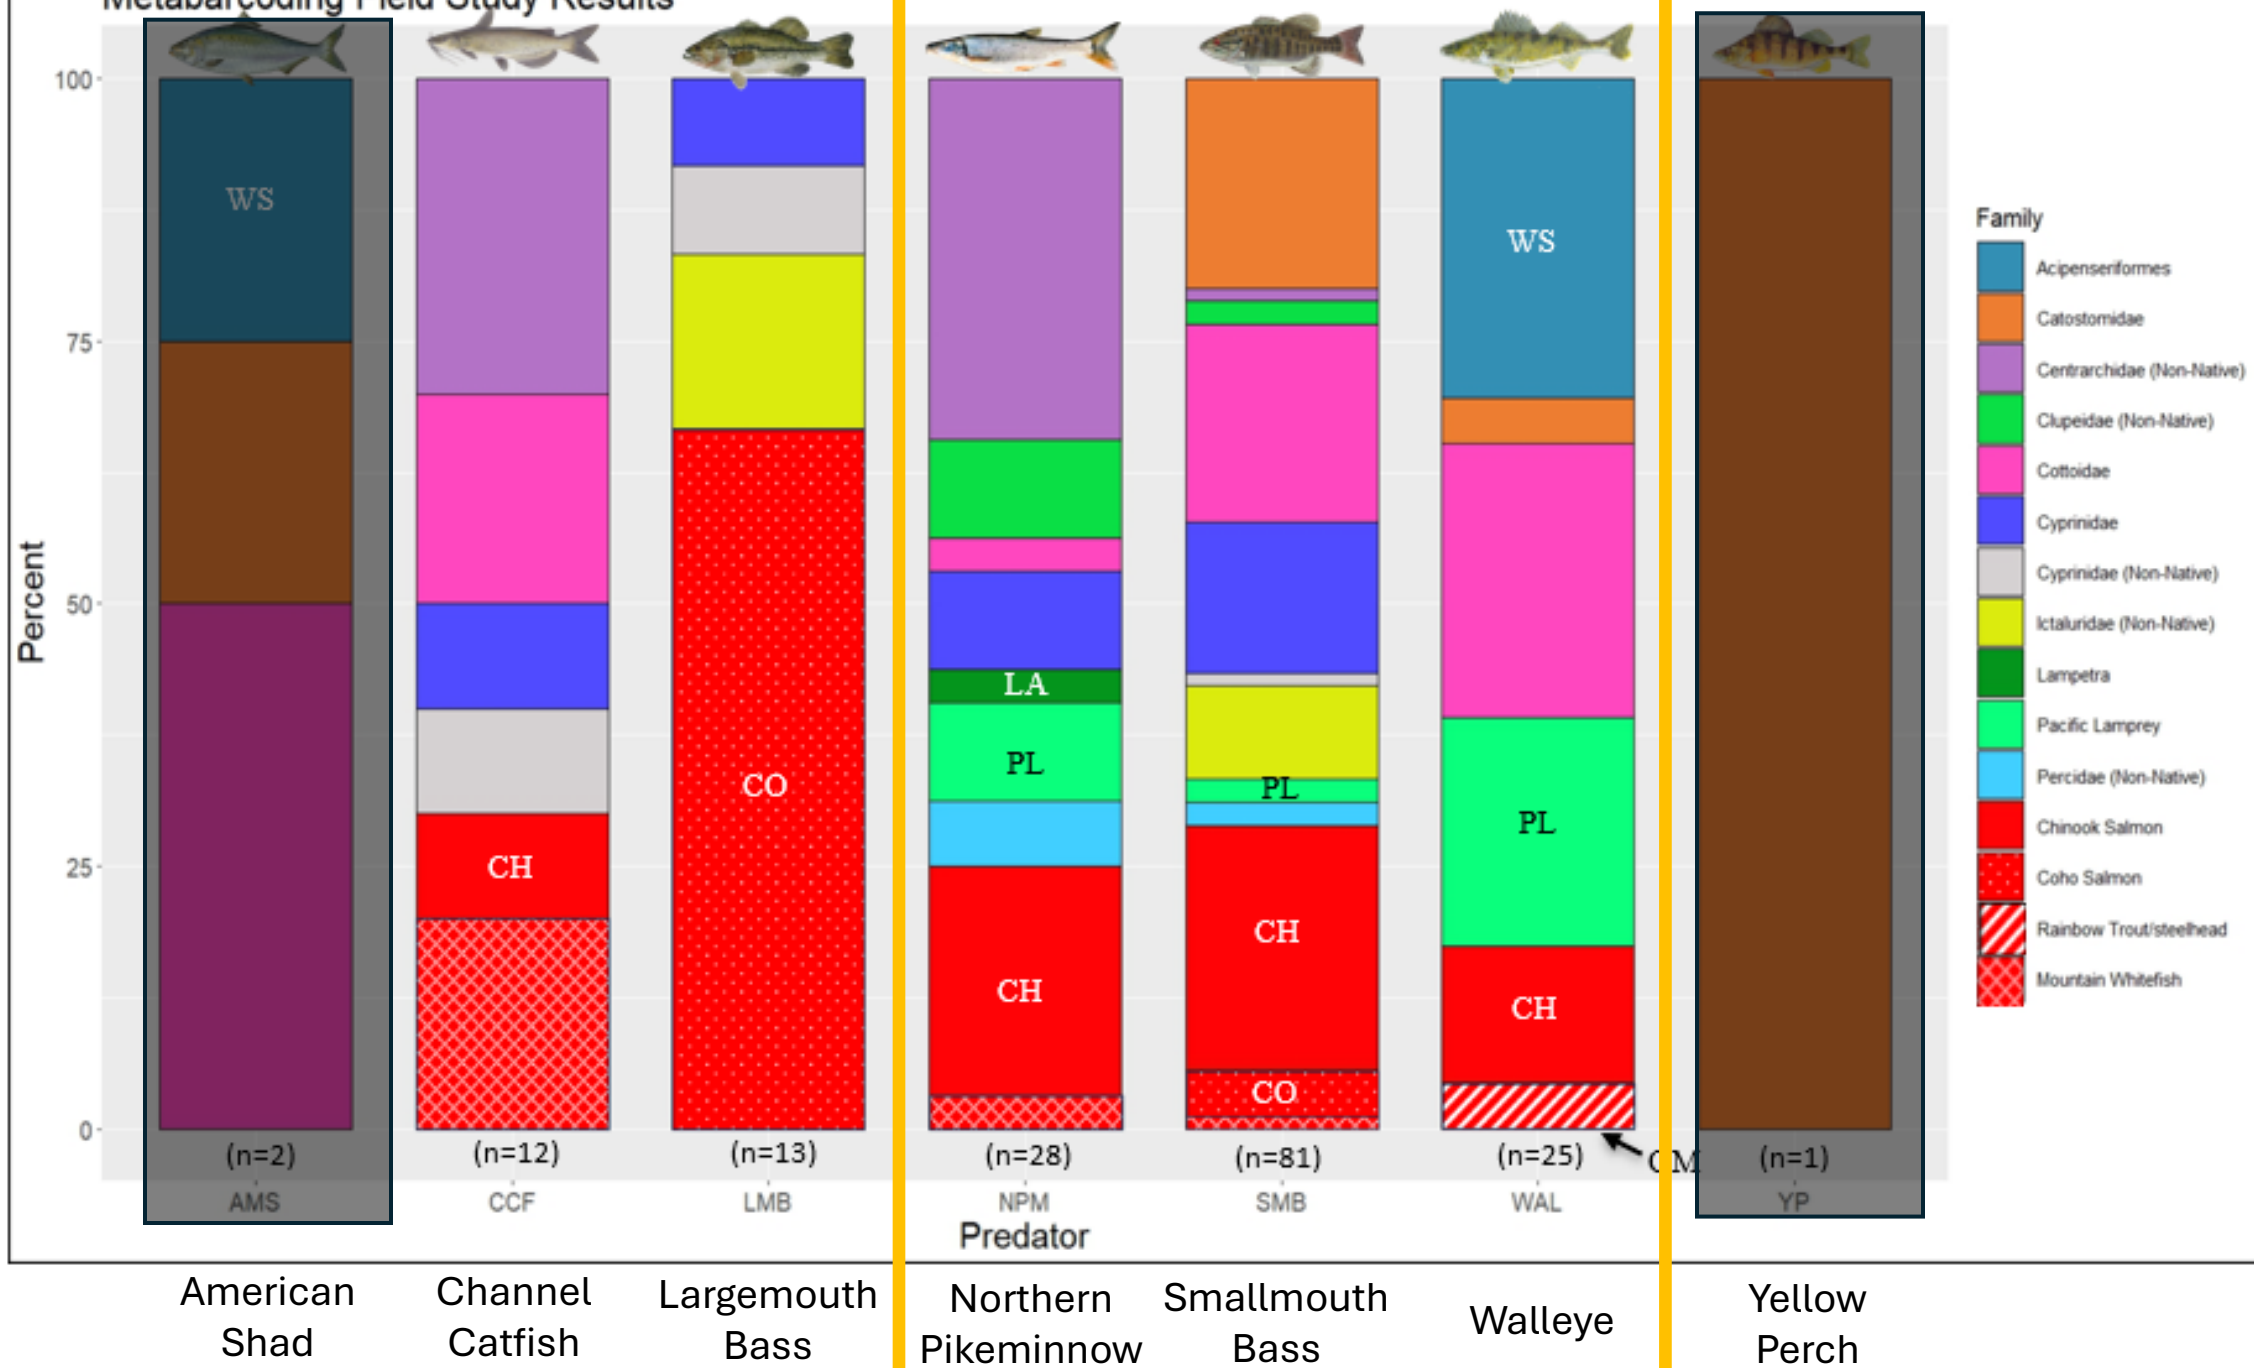 Metabarcoding Field Study Results
100
75
50
25
0
Percent
WS
CH
CO
LA
PL
CH
PL
CH
CO
WS
PL
CH
(n=2)
(n=12)
(n=13)
(n=28)
(n=81)
(n=25)
(n=1)
AMS
CCF
LMB
NPM
SMB
WAL
YP
Predator
Family
Acipenseriformes
Catostomidae
Centrarchidae (Non-Native)
Clupeidae (Non-Native)
Cottoidae
Cyprinidae
Cyprinidae (Non-Native)
Ictaluridae (Non-Native)
Lampetra
Pacific Lamprey
Percidae (Non-Native)
Chinook Salmon
Coho Salmon
Rainbow Trout/steelhead
Mountain Whitefish
American
Shad
Channel
Catfish
Largemouth
Bass
Northern
Pikeminnow
Smallmouth
Bass
Walleye
Yellow
Perch